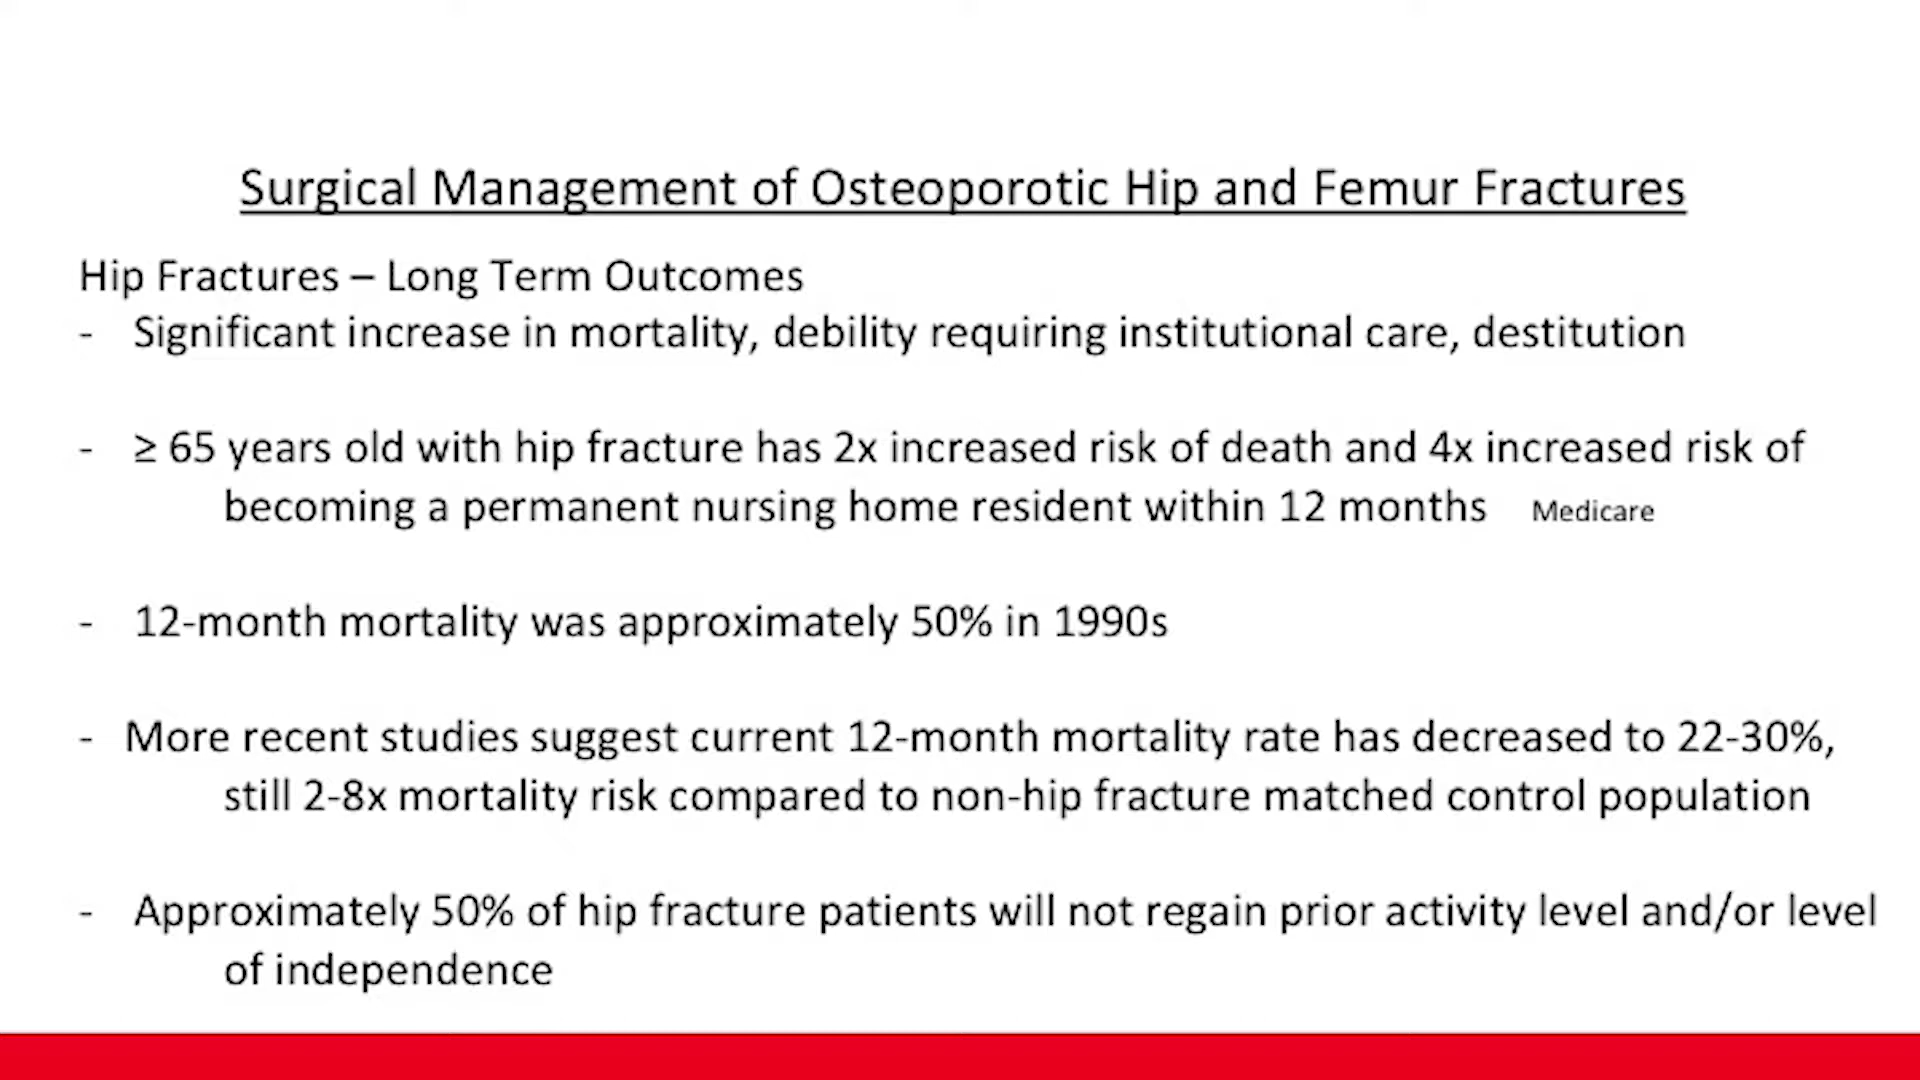 Surgical Management of Osteoporotic Hip and Femur Fractures
Hip Fractures – Long Term Outcomes
- Significant increase in mortality, debility requiring institutional care, destitution
- ≥ 65 years old with hip fracture has 2x increased risk of death and 4x increased risk of
becoming a permanent nursing home resident within 12 months Medicare
- 12-month mortality was approximately 50% in 1990s
- More recent studies suggest current 12-month mortality rate has decreased to 22-30%,
still 2-8x mortality risk compared to non-hip fracture matched control population
- Approximately 50% of hip fracture patients will not regain prior activity level and/or level
of independence